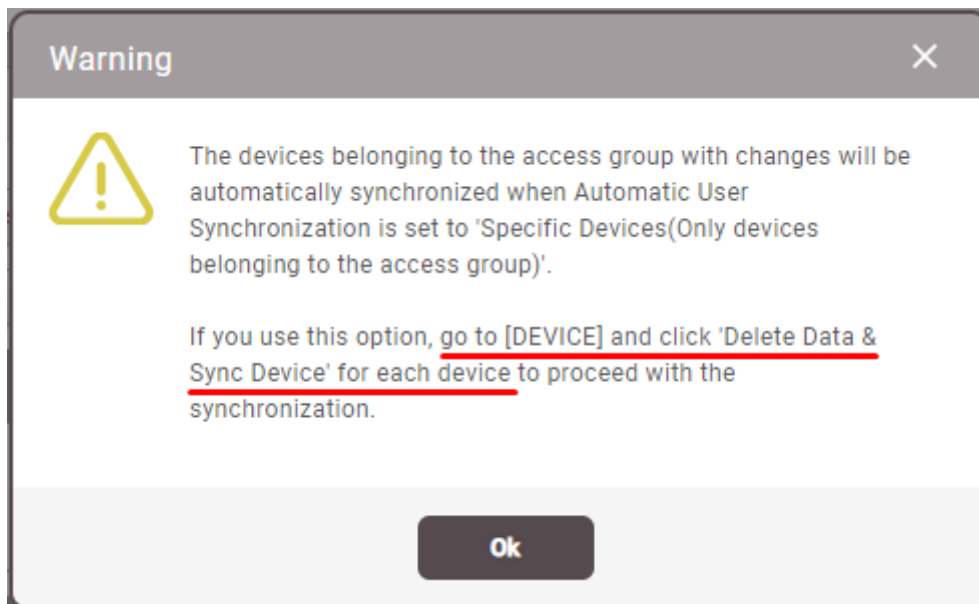 Warning
The devices belonging to the access group with changes will be
automatically synchronized when Automatic User
Synchronization is set to 'Specific Devices(Only devices
belonging to the access group)'.
If you use this option, go to [DEVICE] and click 'Delete Data &
Sync Device' for each device to proceed with the
synchronization.
Ok